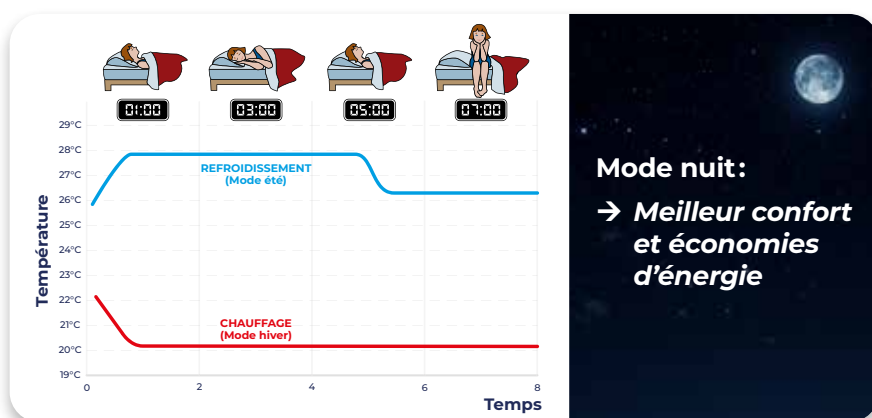 01:00
03:00
05:00
07:00
29°C
28°C
27°C
26°C
25°C
24°C
23°C
22°C
21°C
20°C
19°C
Température
REFROIDISSEMENT
(Mode été)
CHAUFFAGE
(Mode hiver)
0
2
4
6
8
Temps
Mode nuit :
→ Meilleur confort
et économies
d’énergie